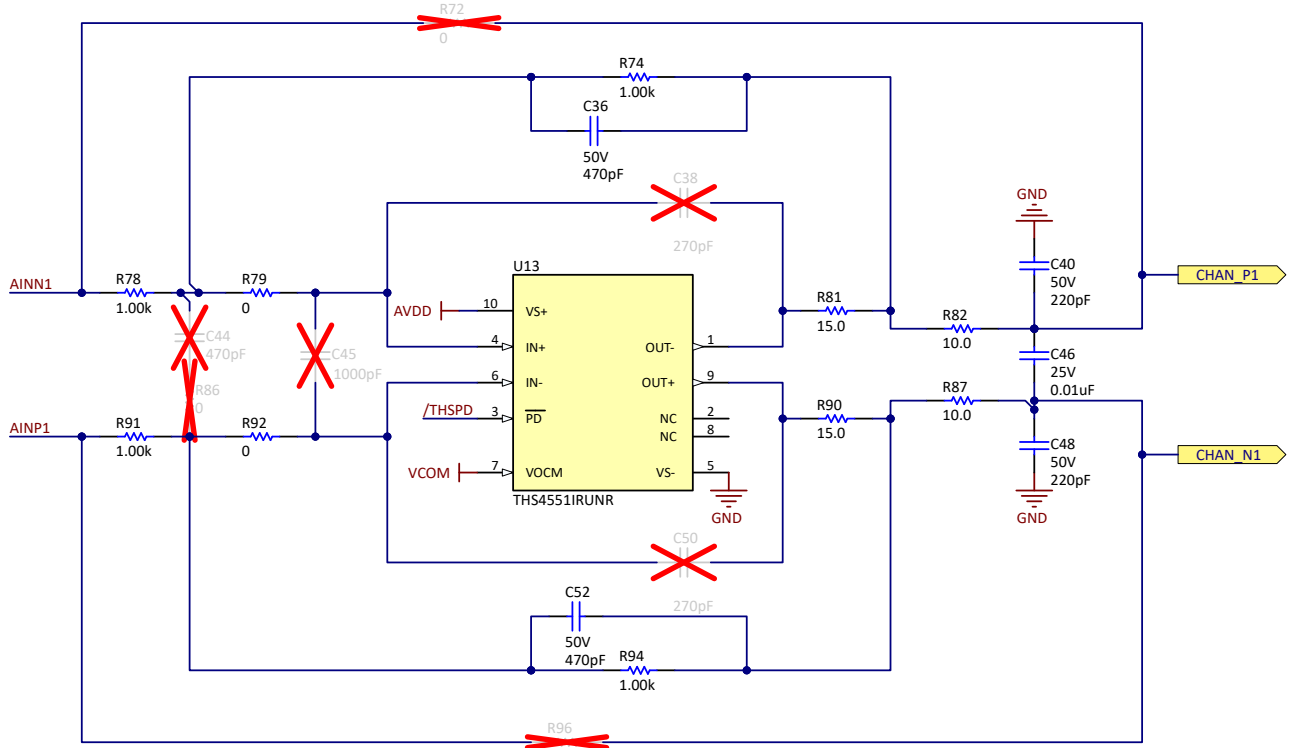 R72
0
R74
1.00k
C36
50V
470pF
C38
270pF
GND
C40
50V
220pF
CHAN_P1
AINN1
R78
1.00k
R79
0
U13
AVDD
10
VS+
4
IN+
OUT-
1
6
IN-
OUT+
9
/THSPD
3
PD
NC
2
NC
8
VCOM
7
VOCM
VS-
5
THS4551IRUNR
GND
R81
15.0
R82
10.0
C46
25V
0.01uF
C44
470pF
C45
1000pF
R86
0
AINP1
R91
1.00k
R92
0
R90
15.0
R87
10.0
C48
50V
220pF
GND
CHAN_N1
C50
270pF
C52
50V
470pF
R94
1.00k
R96